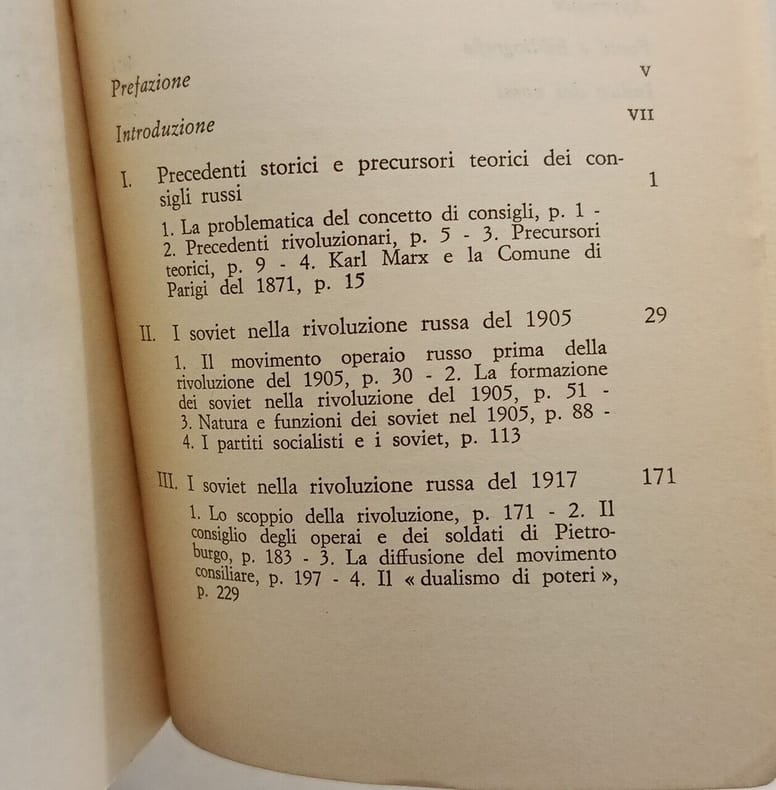 Prefazione V
Introduzione VII
I. Precedenti storici e precursori teorici dei con-
sigli russi 1
1. La problematica del concetto di consigli, p. 1 -
2. Precedenti rivoluzionari, p. 5 - 3. Precursori
teorici, p. 9 - 4. Karl Marx e la Comune di
Parigi del 1871, p. 15
II. I soviet nella rivoluzione russa del 1905 29
1. Il movimento operaio russo prima della
rivoluzione del 1905, p. 30 - 2. La formazione
dei soviet nella rivoluzione del 1905, p. 51 -
3. Natura e funzioni dei soviet nel 1905, p. 88 -
4. I partiti socialisti e i soviet, p. 113
III. I soviet nella rivoluzione russa del 1917 171
1. Lo scoppio della rivoluzione, p. 171 - 2. Il
consiglio degli operai e dei soldati di Pietro-
burgo, p. 183 - 3. La diffusione del movimento
consiliare, p. 197 - 4. Il « dualismo di poteri »,
p. 229